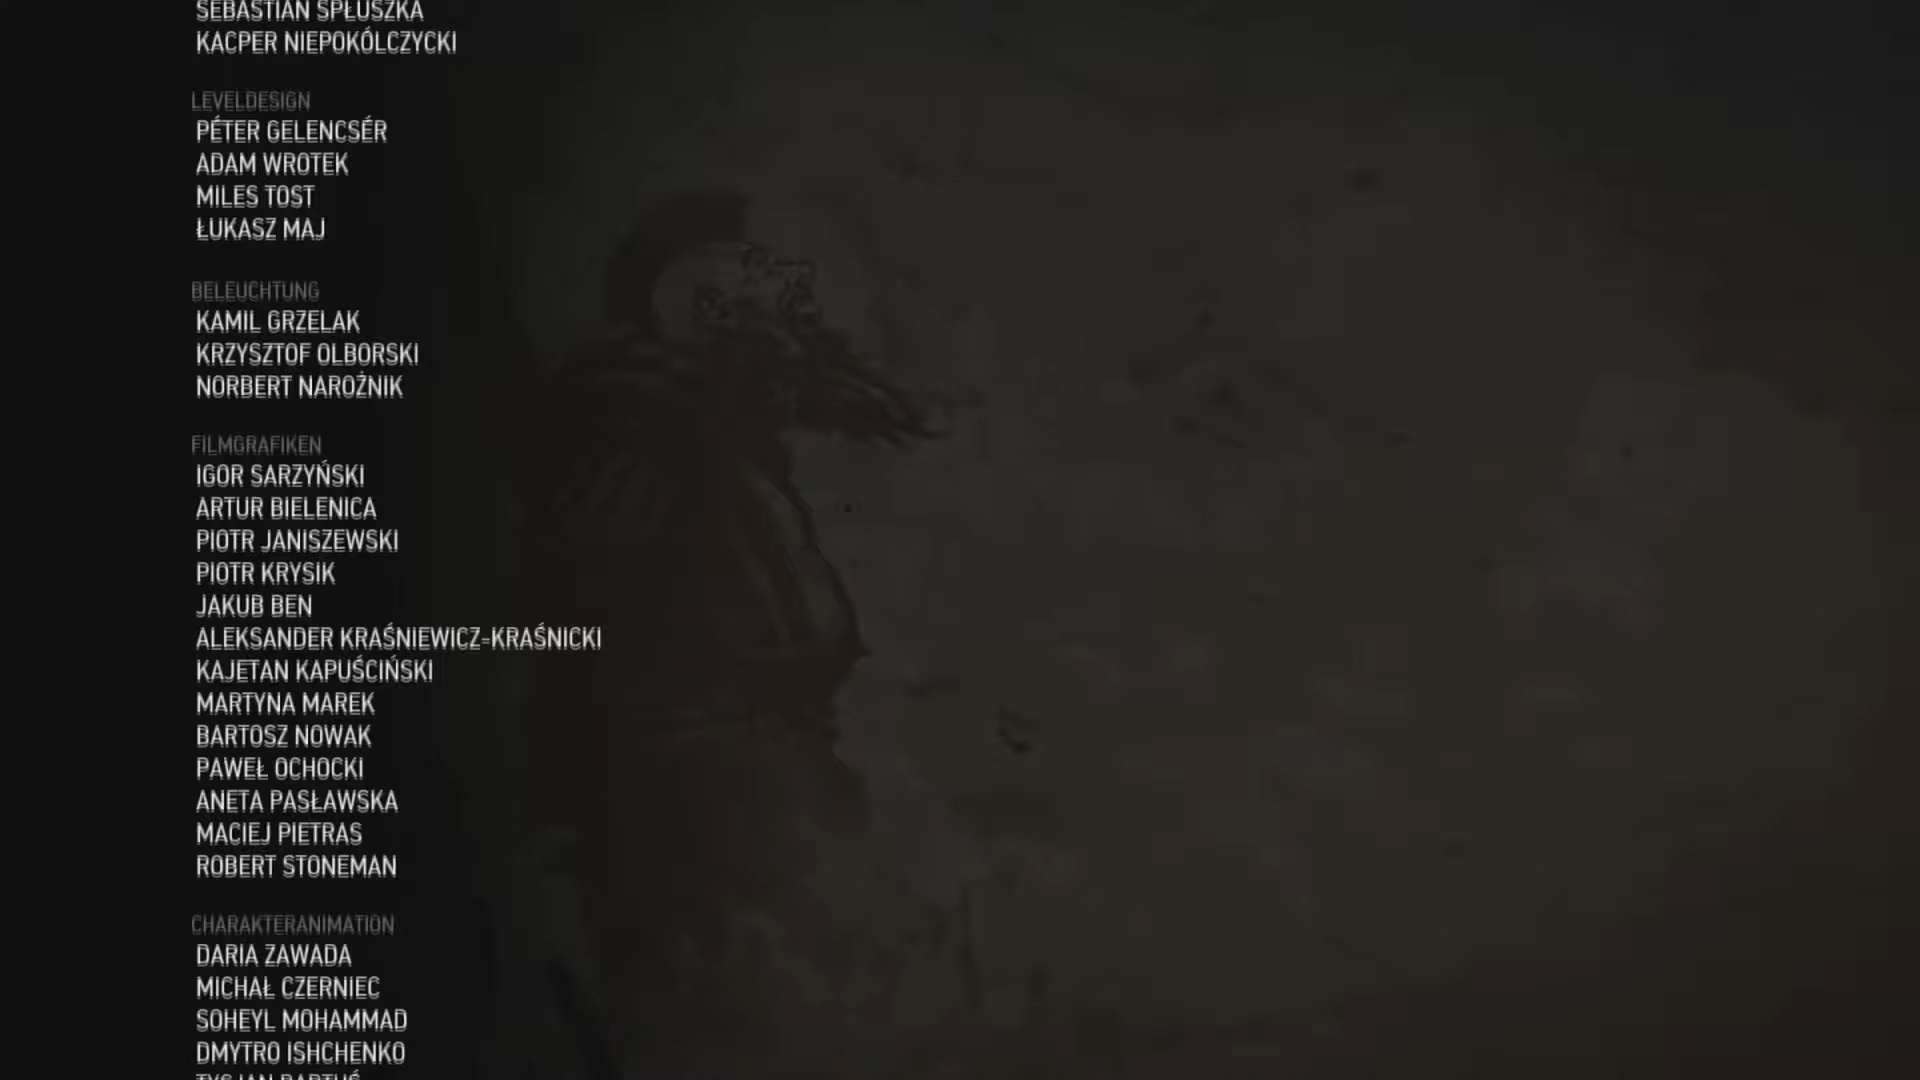 SEBASTIAN SPŁUSZKA
KACPER NIEPOKÓLCZYCKI
LEVELDESIGN
PÉTER GELENCSÉR
ADAM WROTEK
MILES TOST
ŁUKASZ MAJ
BELEUCHTUNG
KAMIL GRZELAK
KRZYSZTOF OLBORSKI
NORBERT NAROŻNIK
FILMGRAFIKEN
IGOR SARZYŃSKI
ARTUR BIELENICA
PIOTR JANISZEWSKI
PIOTR KRYSIK
JAKUB BEN
ALEKSANDER KRAŚNIEWICZ-KRAŚNICKI
KAJETAN KAPUŚCIŃSKI
MARTYNA MAREK
BARTOSZ NOWAK
PAWEŁ OCHOCKI
ANETA PASŁAWSKA
MACIEJ PIETRAS
ROBERT STONEMAN
CHARAKTERANIMATION
DARIA ZAWADA
MICHAŁ CZERNIEC
SOHEYL MOHAMMAD
DMYTRO ISHCHENKO